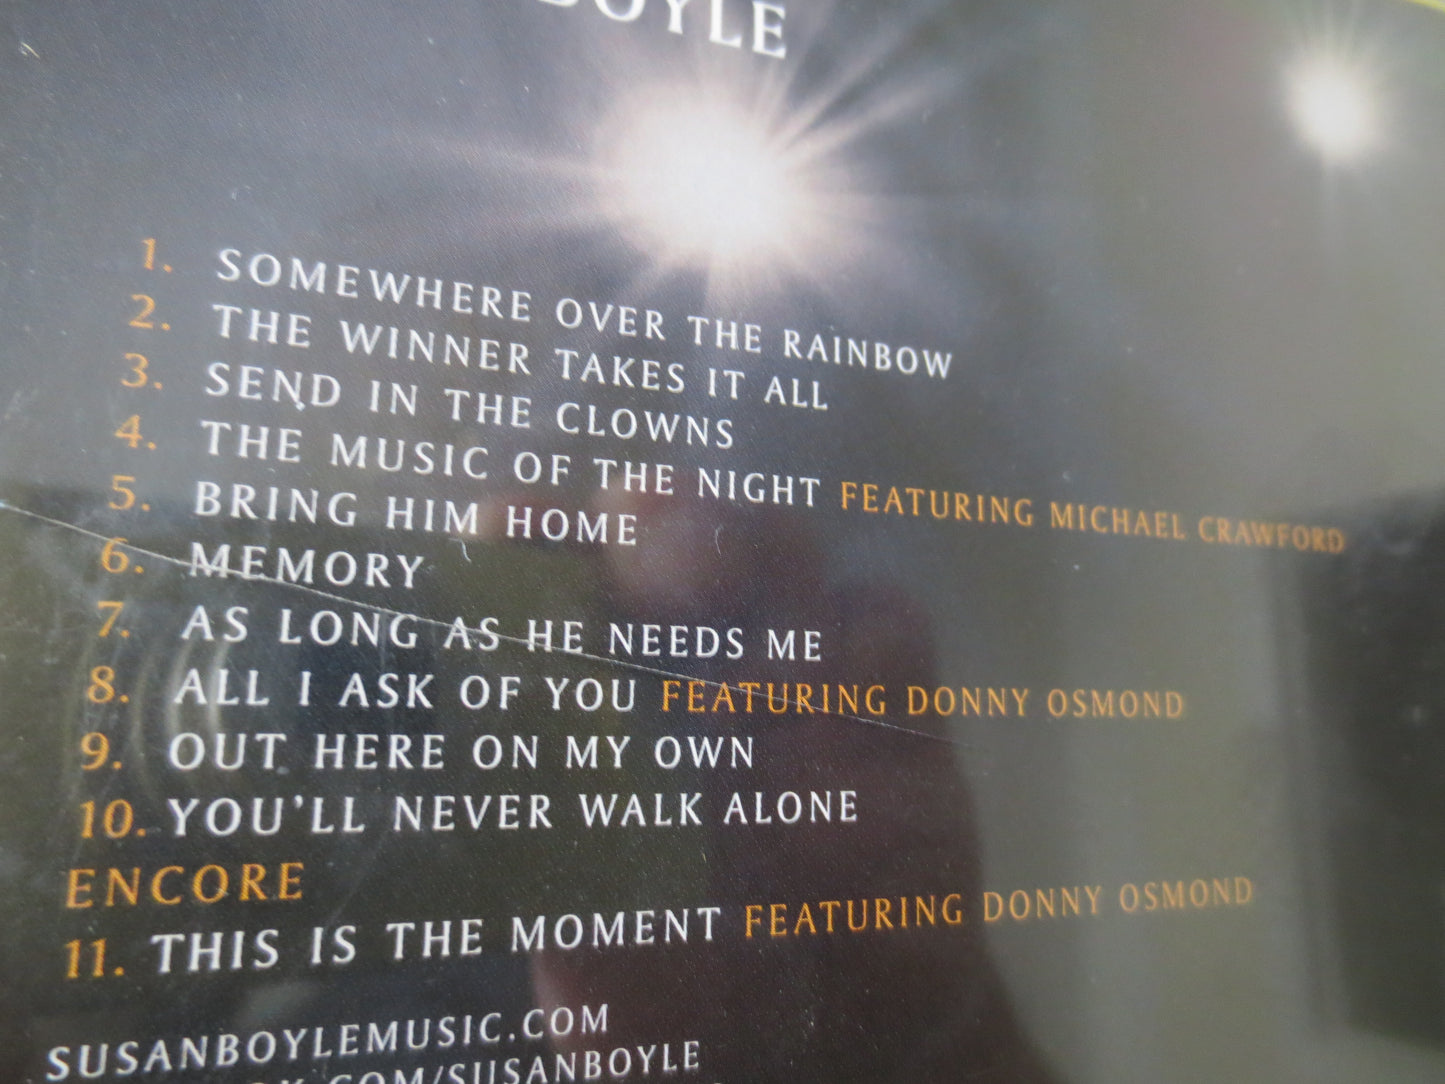 BOYLE
1. SOMEWHERE OVER THE RAINBOW
2. THE WINNER TAKES IT ALL
3. SEND IN THE CLOWNS
4. THE MUSIC OF THE NIGHT FEATURING MICHAEL CRAWFORD
5. BRING HIM HOME
6. MEMORY
7. AS LONG AS HE NEEDS ME
8. ALL I ASK OF YOU FEATURING DONNY OSMOND
9. OUT HERE ON MY OWN
10. YOU'LL NEVER WALK ALONE
ENCORE
11. THIS IS THE MOMENT FEATURING DONNY OSMOND
SUSANBOYLEMUSIC.COM
.COM/SUSANBOYLE